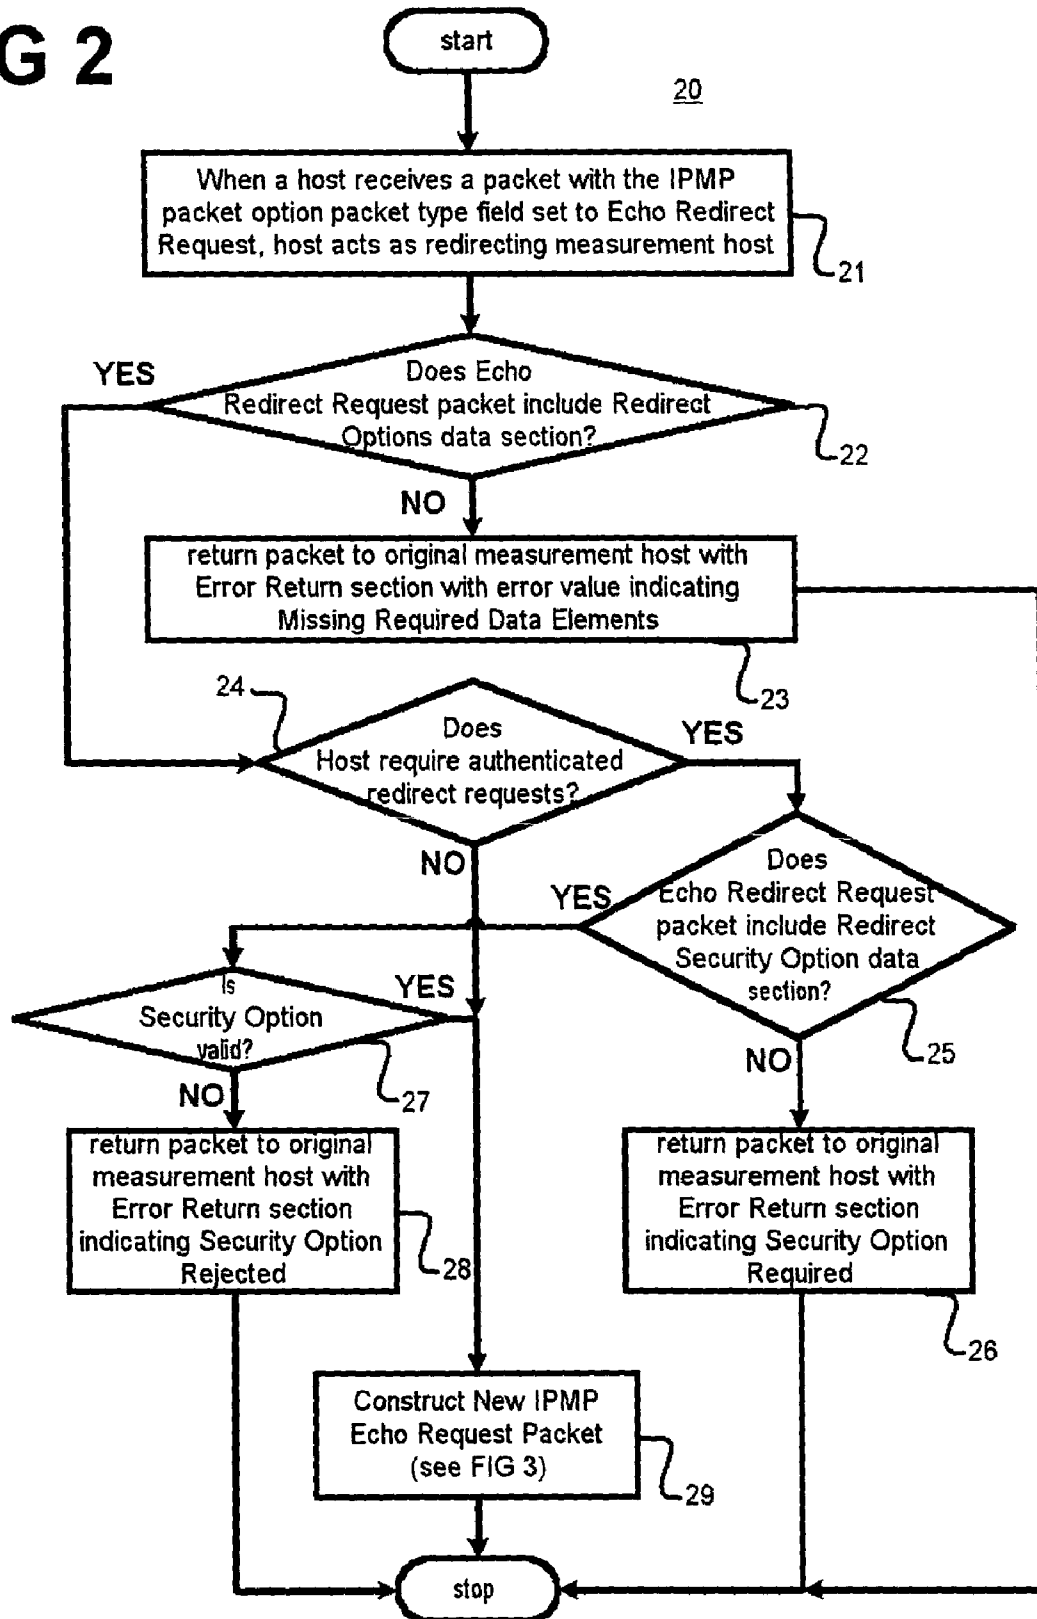 G 2
start
20
When a host receives a packet with the IPMP
packet option packet type field set to Echo Redirect
Request, host acts as redirecting measurement host
21
YES
Does Echo
Redirect Request packet include Redirect
Options data section?
22
NO
return packet to original measurement host with
Error Return section with error value indicating
Missing Required Data Elements
23
24
Does
Host require authenticated
redirect requests?
YES
NO
Does
Echo Redirect Request
packet include Redirect
Security Option data
section?
YES
25
NO
Is
Security Option
valid?
YES
27
NO
return packet to original
measurement host with
Error Return section
indicating Security Option
Rejected
28
return packet to original
measurement host with
Error Return section
indicating Security Option
Required
26
Construct New IPMP
Echo Request Packet
(see FIG 3)
29
stop